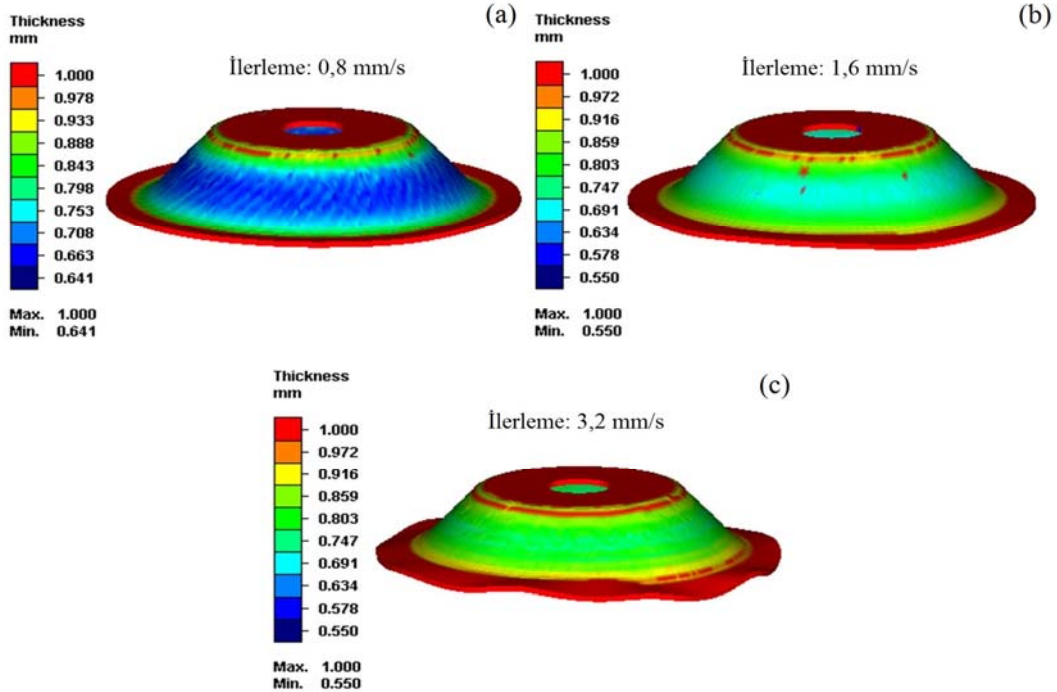 (a)
Thickness
mm
İlerleme: 0,8 mm/s
1.000
0.978
0.933
0.888
0.843
0.798
0.753
0.708
0.663
0.641
Max. 1.000
Min. 0.641
(b)
Thickness
mm
İlerleme: 1,6 mm/s
1.000
0.972
0.916
0.859
0.803
0.747
0.691
0.634
0.578
0.550
Max. 1.000
Min. 0.550
(c)
Thickness
mm
İlerleme: 3,2 mm/s
1.000
0.972
0.916
0.859
0.803
0.747
0.691
0.634
0.578
0.550
Max. 1.000
Min. 0.550